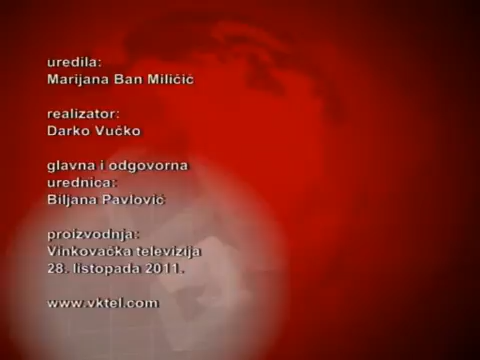 uredila:
Marijana Ban Miličić
realizator:
Darko Vučko
glavna i odgovorna
urednica:
Biljana Pavlović
proizvodnja:
Vinkovačka televizija
28. listopada 2011.
www.vktel.com